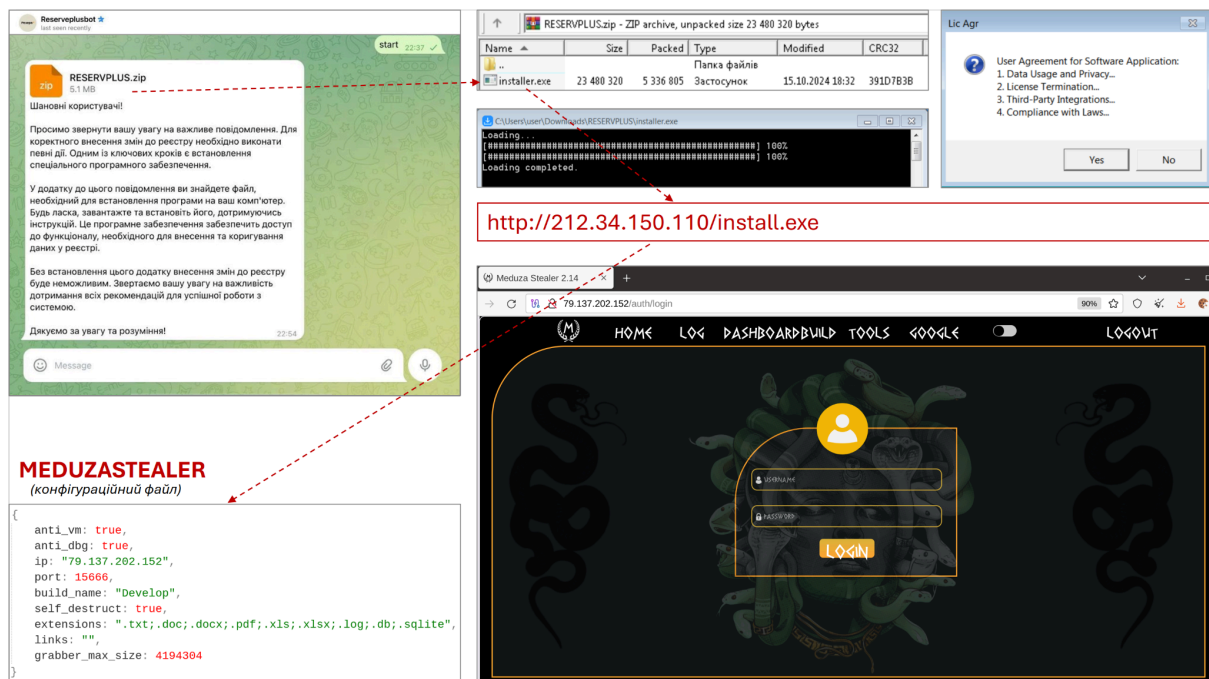 Reserveplusbot
last seen recently
start 22:37
zip
RESERVPLUS.zip
5.1 MB
Шановні користувачі!
Просимо звернути вашу увагу на важливе повідомлення. Для
коректного внесення змін до реєстру необхідно виконати
певні дії. Одним із ключових кроків є встановлення
спеціального програмного забезпечення.
У додатку до цього повідомлення ви знайдете файл,
необхідний для встановлення програми на ваш комп'ютер.
Будь ласка, завантажте та встановіть його, дотримуючись
інструкцій. Це програмне забезпечення забезпечить доступ
до функціоналу, необхідного для внесення та коригування
даних у реєстрі.
Без встановлення цього додатку внесення змін до реєстру
буде неможливим. Звертаємо вашу увагу на важливість
дотримання всіх рекомендацій для успішної роботи з
системою.
Дякуємо за увагу та розуміння!
22:54
Message
RESERVPLUS.zip - ZIP archive, unpacked size 23 480 320 bytes
Name Size Packed Type Modified CRC32
.. Папка файлів
installer.exe 23 480 320 5 336 805 Застосунок 15.10.2024 18:32 391D7B3B
C:\Users\user\Downloads\RESERVPLUS\installer.exe
Loading...
[##################################################] 100%
[##################################################] 100%
Loading completed.
Lic Agr
User Agreement for Software Application:
1. Data Usage and Privacy...
2. License Termination...
3. Third-Party Integrations...
4. Compliance with Laws...
Yes No
http://212.34.150.110/install.exe
Meduza Stealer 2.14
79.137.202.152/auth/login
90%
HOME LOG DASHBOARDBUILD TOOLS GOOGLE LOGOUT
USERNAME
PASSWORD
LOGIN
MEDUZASTEALER
(конфігураційний файл)
{
anti_vm: true,
anti_dbg: true,
ip: "79.137.202.152",
port: 15666,
build_name: "Develop",
self_destruct: true,
extensions: ".txt;.doc;.docx;.pdf;.xls;.xlsx;.log;.db;.sqlite",
links: "",
grabber_max_size: 4194304
}